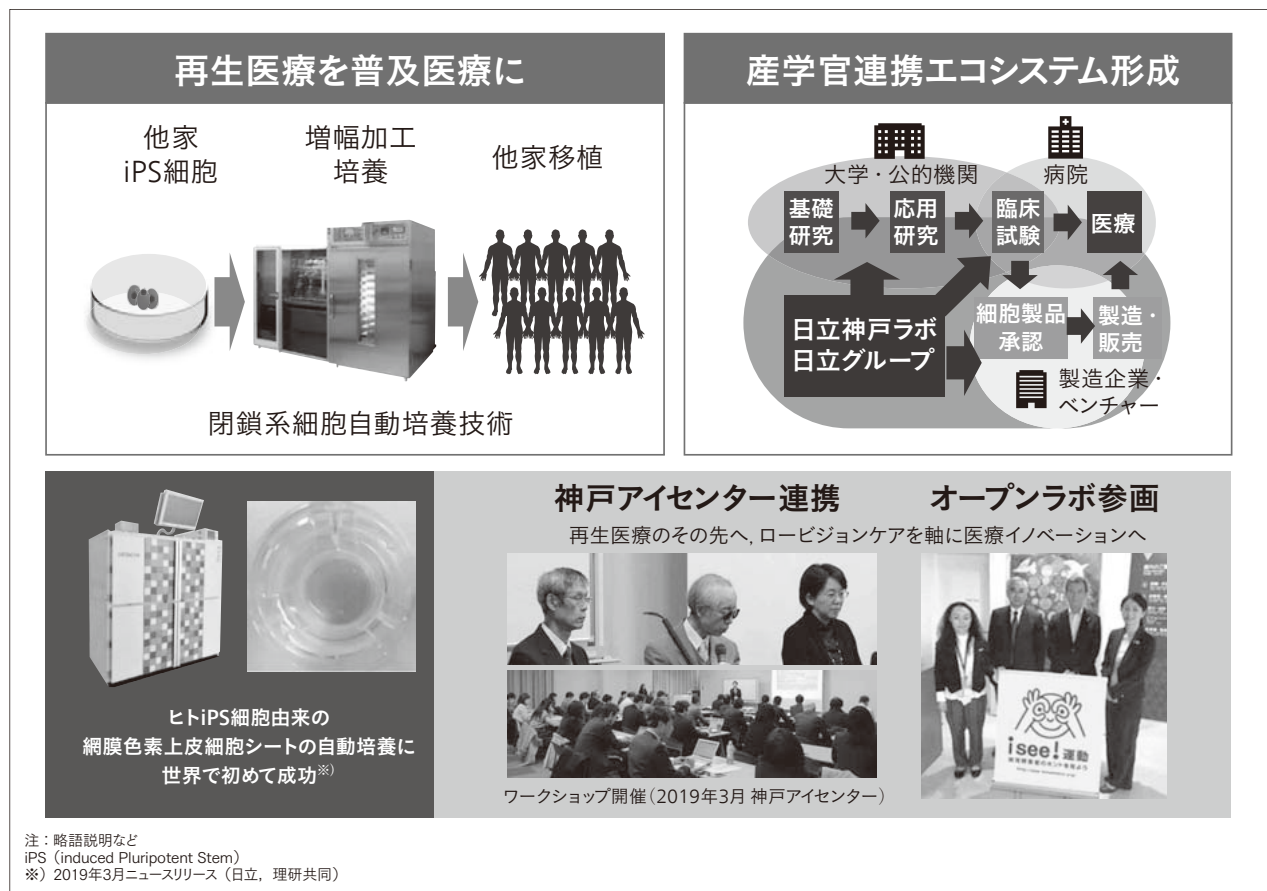 再生医療を普及医療に
他家
iPS細胞
増幅加工
培養
他家移植
閉鎖系細胞自動培養技術
産学官連携エコシステム形成
大学・公的機関
病院
基礎
研究
応用
研究
臨床
試験
医療
日立神戸ラボ
日立グループ
細胞製品
承認
製造・
販売
製造企業・
ベンチャー
ヒトiPS細胞由来の
網膜色素上皮細胞シートの自動培養に
世界で初めて成功※)
神戸アイセンター連携
オープンラボ参画
再生医療のその先へ, ロービジョンケアを軸に医療イノベーションへ
isee!運動
ワークショップ開催(2019年3月 神戸アイセンター)
注:略語説明など
iPS(induced Pluripotent Stem)
※)2019年3月ニュースリリース(日立,理研共同)